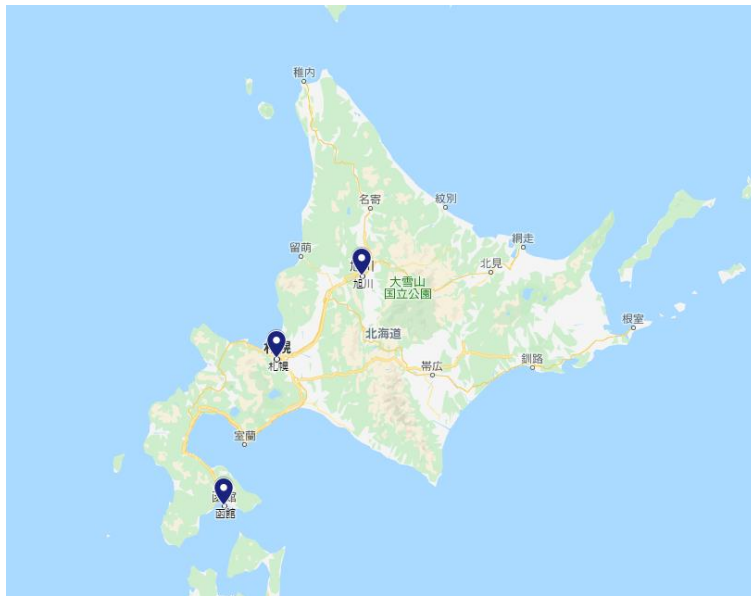 稚内
名寄
紋別
網走
留萌
北見
旭川
大雪山
国立公園
根室
北海道
札幌
釧路
帯広
室蘭
函館